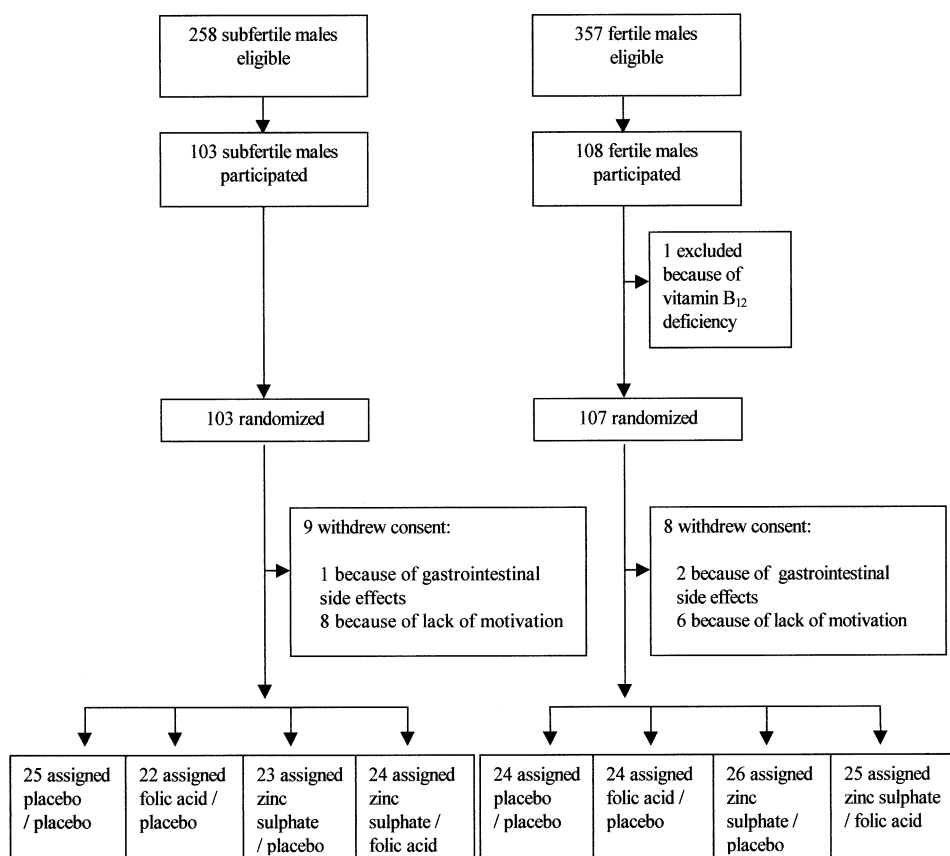 258 subfertile males
eligible
357 fertile males
eligible
103 subfertile males
participated
108 fertile males
participated
1 excluded
because of
vitamin B₁₂
deficiency
103 randomized
107 randomized
9 withdrew consent:
1 because of gastrointestinal
side effects
8 because of lack of motivation
8 withdrew consent:
2 because of gastrointestinal
side effects
6 because of lack of motivation
25 assigned
placebo
/ placebo
22 assigned
folic acid /
placebo
23 assigned
zinc
sulphate /
placebo
24 assigned
zinc
sulphate /
folic acid
24 assigned
placebo
/ placebo
24 assigned
folic acid /
placebo
26 assigned
zinc
sulphate /
placebo
25 assigned
zinc sulphate
/ folic acid